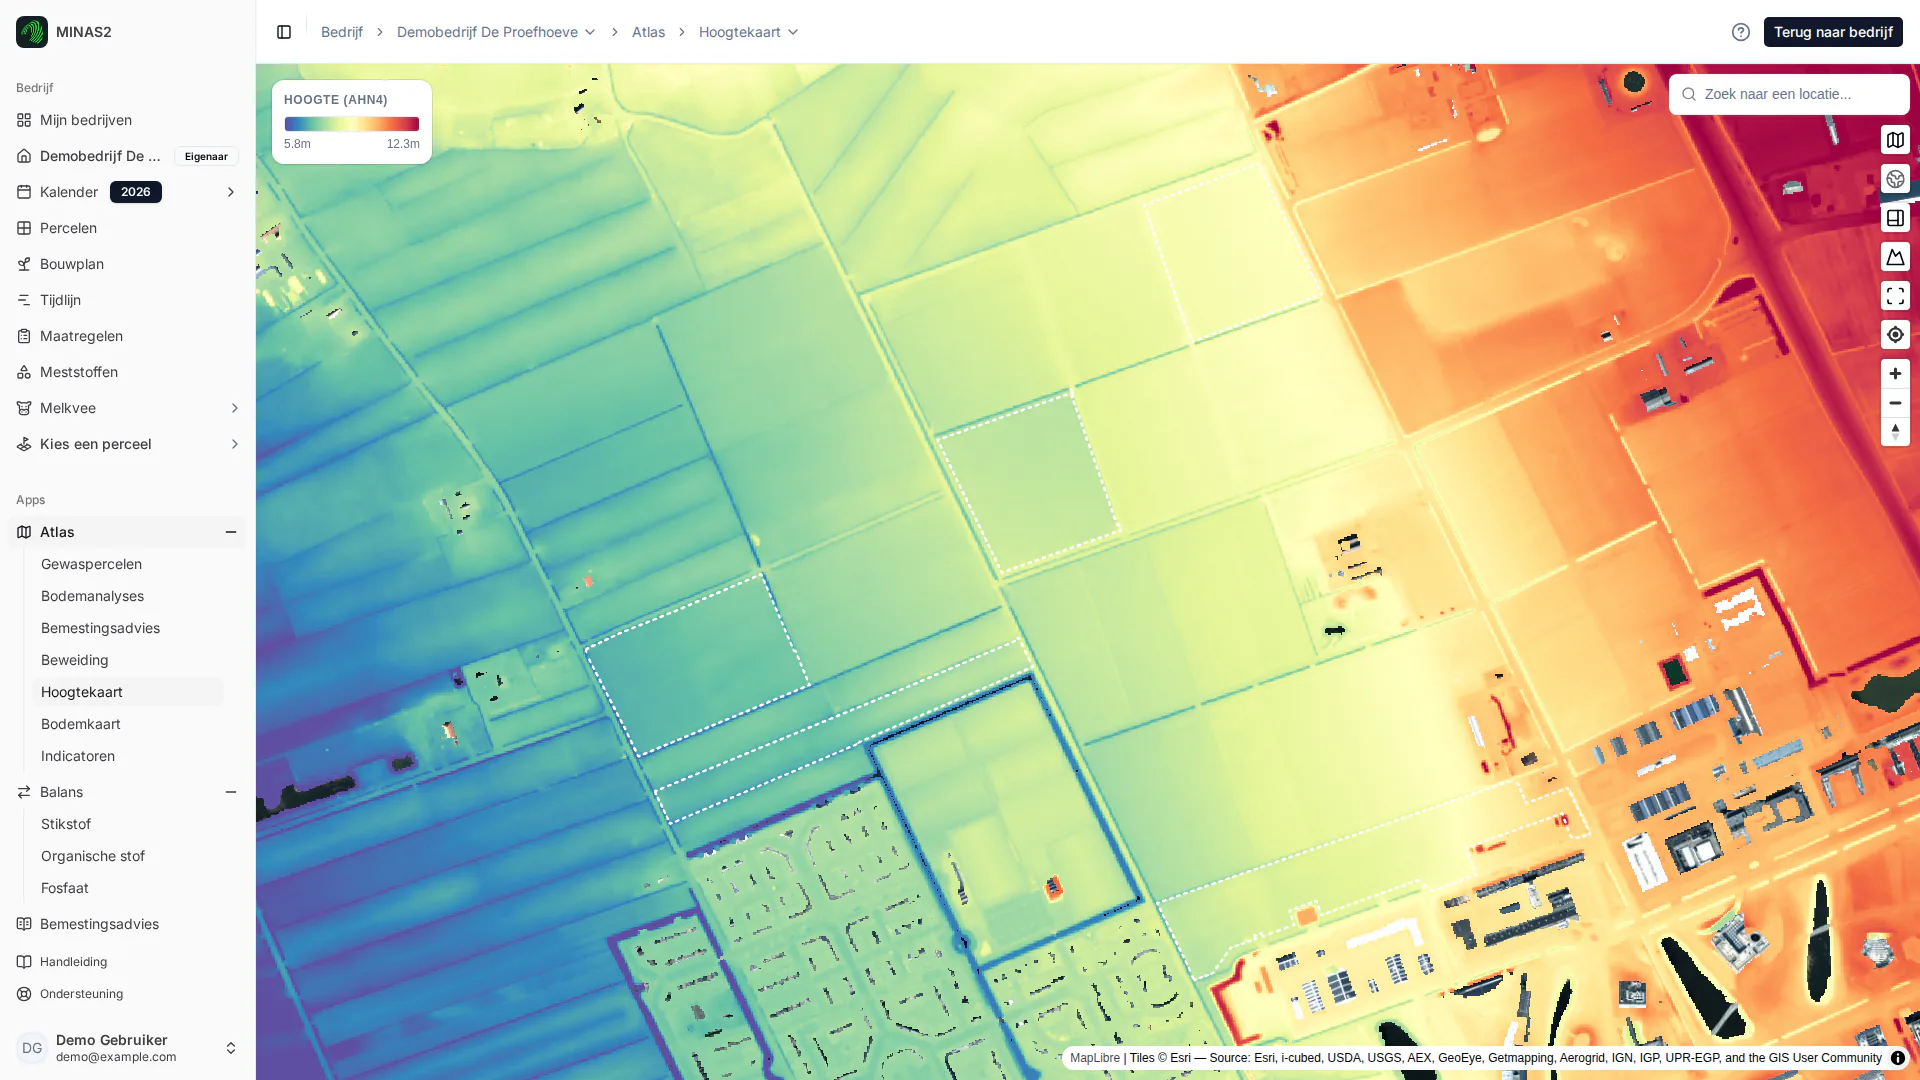 MINAS2
Bedrijf
Mijn bedrijven
Demobedrijf De ... Eigenaar
Kalender 2026
Percelen
Bouwplan
Tijdlijn
Maatregelen
Meststoffen
Melkvee
Kies een perceel
Apps
Atlas
Gewaspercelen
Bodemanalyses
Bemestingsadvies
Beweiding
Hoogtekaart
Bodemkaart
Indicatoren
Balans
Stikstof
Organische stof
Fosfaat
Bemestingsadvies
Handleiding
Ondersteuning
DG Demo Gebruiker
demo@example.com
Bedrijf Demobedrijf De Proefhoeve Atlas Hoogtekaart
Terug naar bedrijf
HOOGTE (AHN4)
5.8m 12.3m
Zoek naar een locatie...
MapLibre | Tiles © Esri — Source: Esri, i-cubed, USDA, USGS, AEX, GeoEye, Getmapping, Aerogrid, IGN, IGP, UPR-EGP, and the GIS User Community